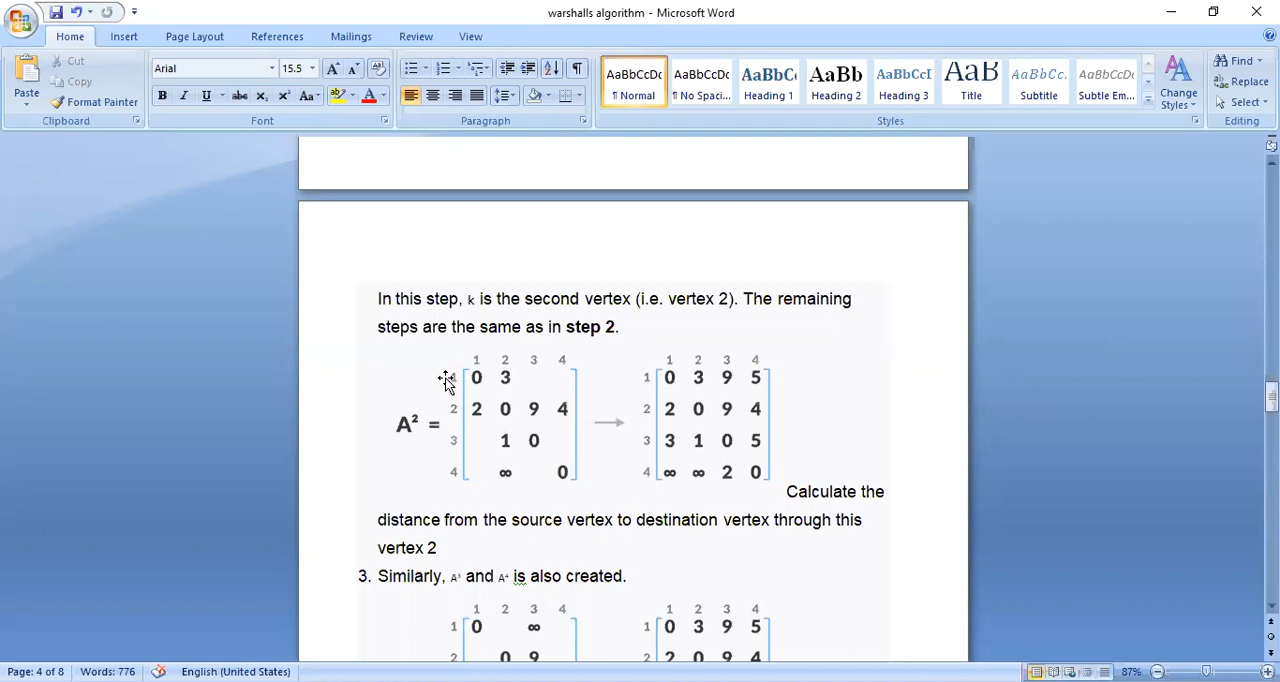 warshalls algorithm - Microsoft Word
Home Insert Page Layout References Mailings Review View
Paste
Cut
Copy
Format Painter
Clipboard
Arial 15.5
Font
Paragraph
AaBbCcDc AaBbCcDc AaBbC AaBb AaBbCcI AaB AaBbCc. AaBbCcDc
¶ Normal ¶ No Spaci... Heading 1 Heading 2 Heading 3 Title Subtitle Subtle Em...
Change Styles
Styles
Find
Replace
Select
Editing
In this step, k is the second vertex (i.e. vertex 2). The remaining
steps are the same as in step 2.
1 2 3 4 1 2 3 4
1 0 3 1 0 3 9 5
2 2 0 9 4 2 2 0 9 4
A² = →
3 1 0 3 3 1 0 5
4 ∞ 0 4 ∞ ∞ 2 0
Calculate the
distance from the source vertex to destination vertex through this
vertex 2
3. Similarly, A³ and A⁴ is also created.
1 2 3 4 1 2 3 4
1 0 ∞ 1 0 3 9 5
2 0 9 2 2 0 9 4
Page: 4 of 8 Words: 776 English (United States) 87%